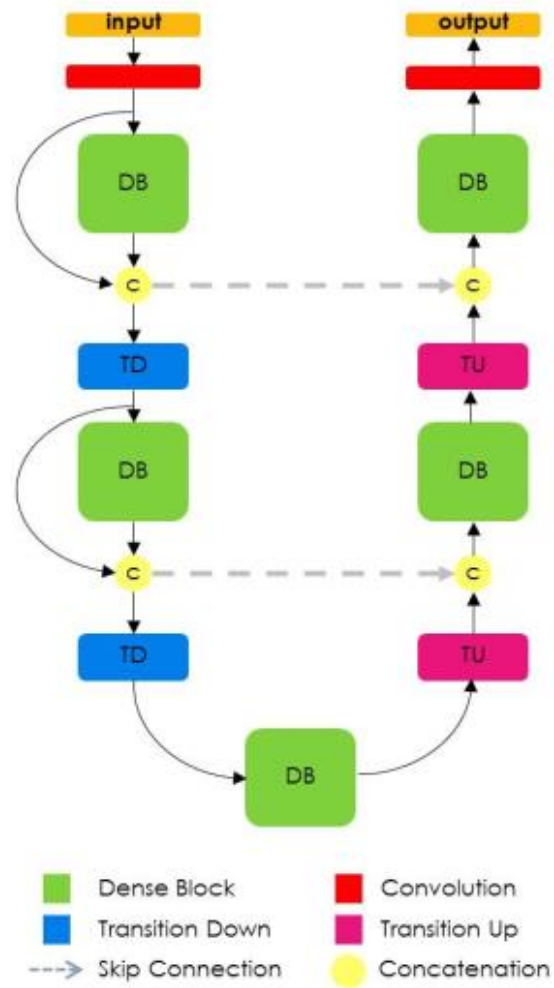 input
output
DB
DB
C
C
TD
TU
DB
DB
C
C
TD
TU
DB
Dense Block
Convolution
Transition Down
Transition Up
Skip Connection
Concatenation